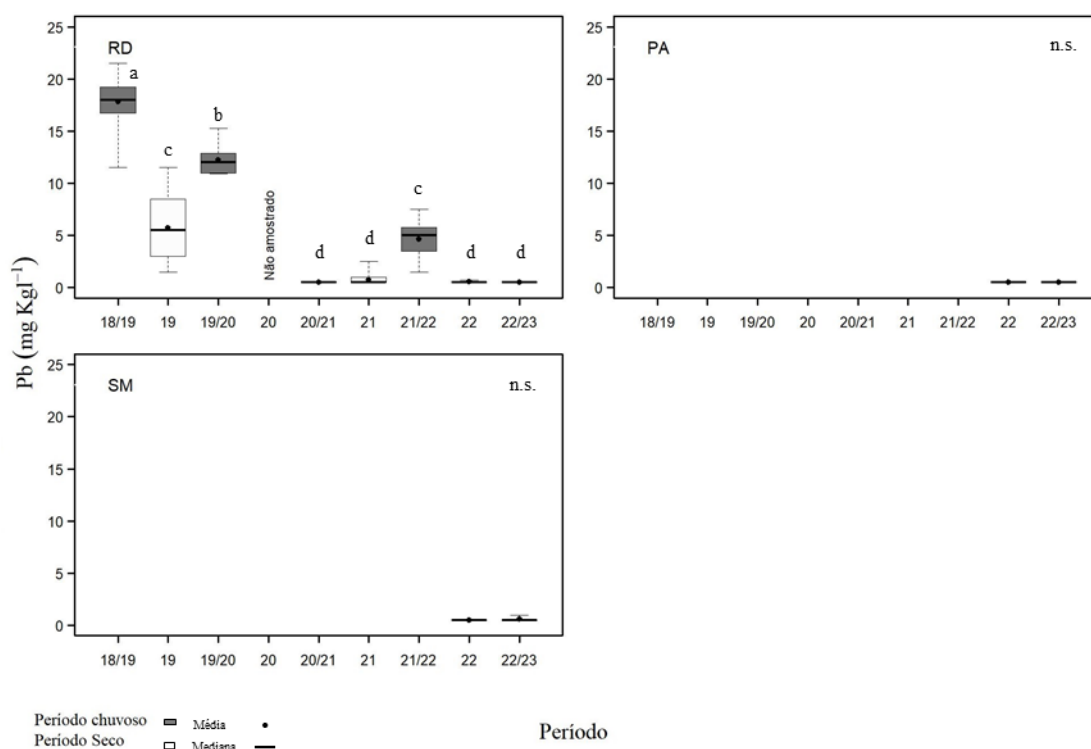 RD
a
c
b
Não amostrado
d
d
c
d
d
25
20
15
10
5
0
18/19 19 19/20 20 20/21 21 21/22 22 22/23
PA
n.s.
25
20
15
10
5
0
18/19 19 19/20 20 20/21 21 21/22 22 22/23
Pb (mg Kgl⁻¹)
SM
n.s.
25
20
15
10
5
0
18/19 19 19/20 20 20/21 21 21/22 22 22/23
Período chuvoso Média
Período Seco Mediana
Período